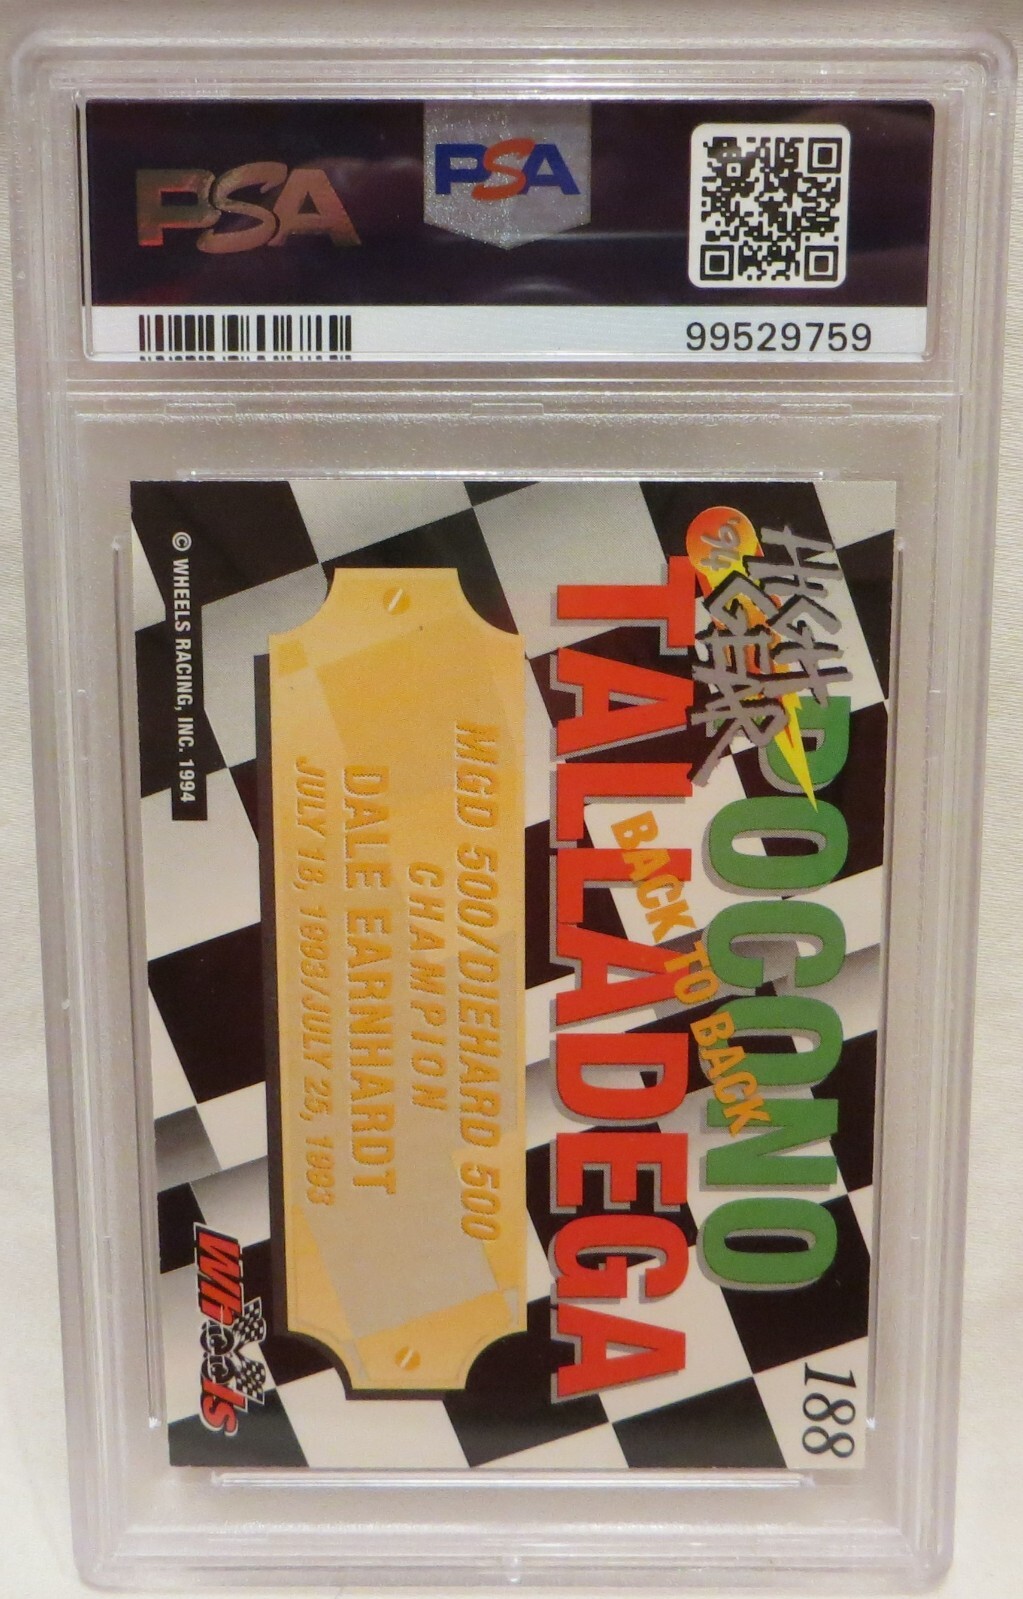 PSA
PSA
99529759
'94
HIGH
GEAR
POCONO
BACK TO BACK
TALLADEGA
188
MGD 500/DIEHARD 500
CHAMPION
DALE EARNHARDT
JULY 18, 1993/JULY 25, 1993
© WHEELS RACING, INC. 1994
Wheels